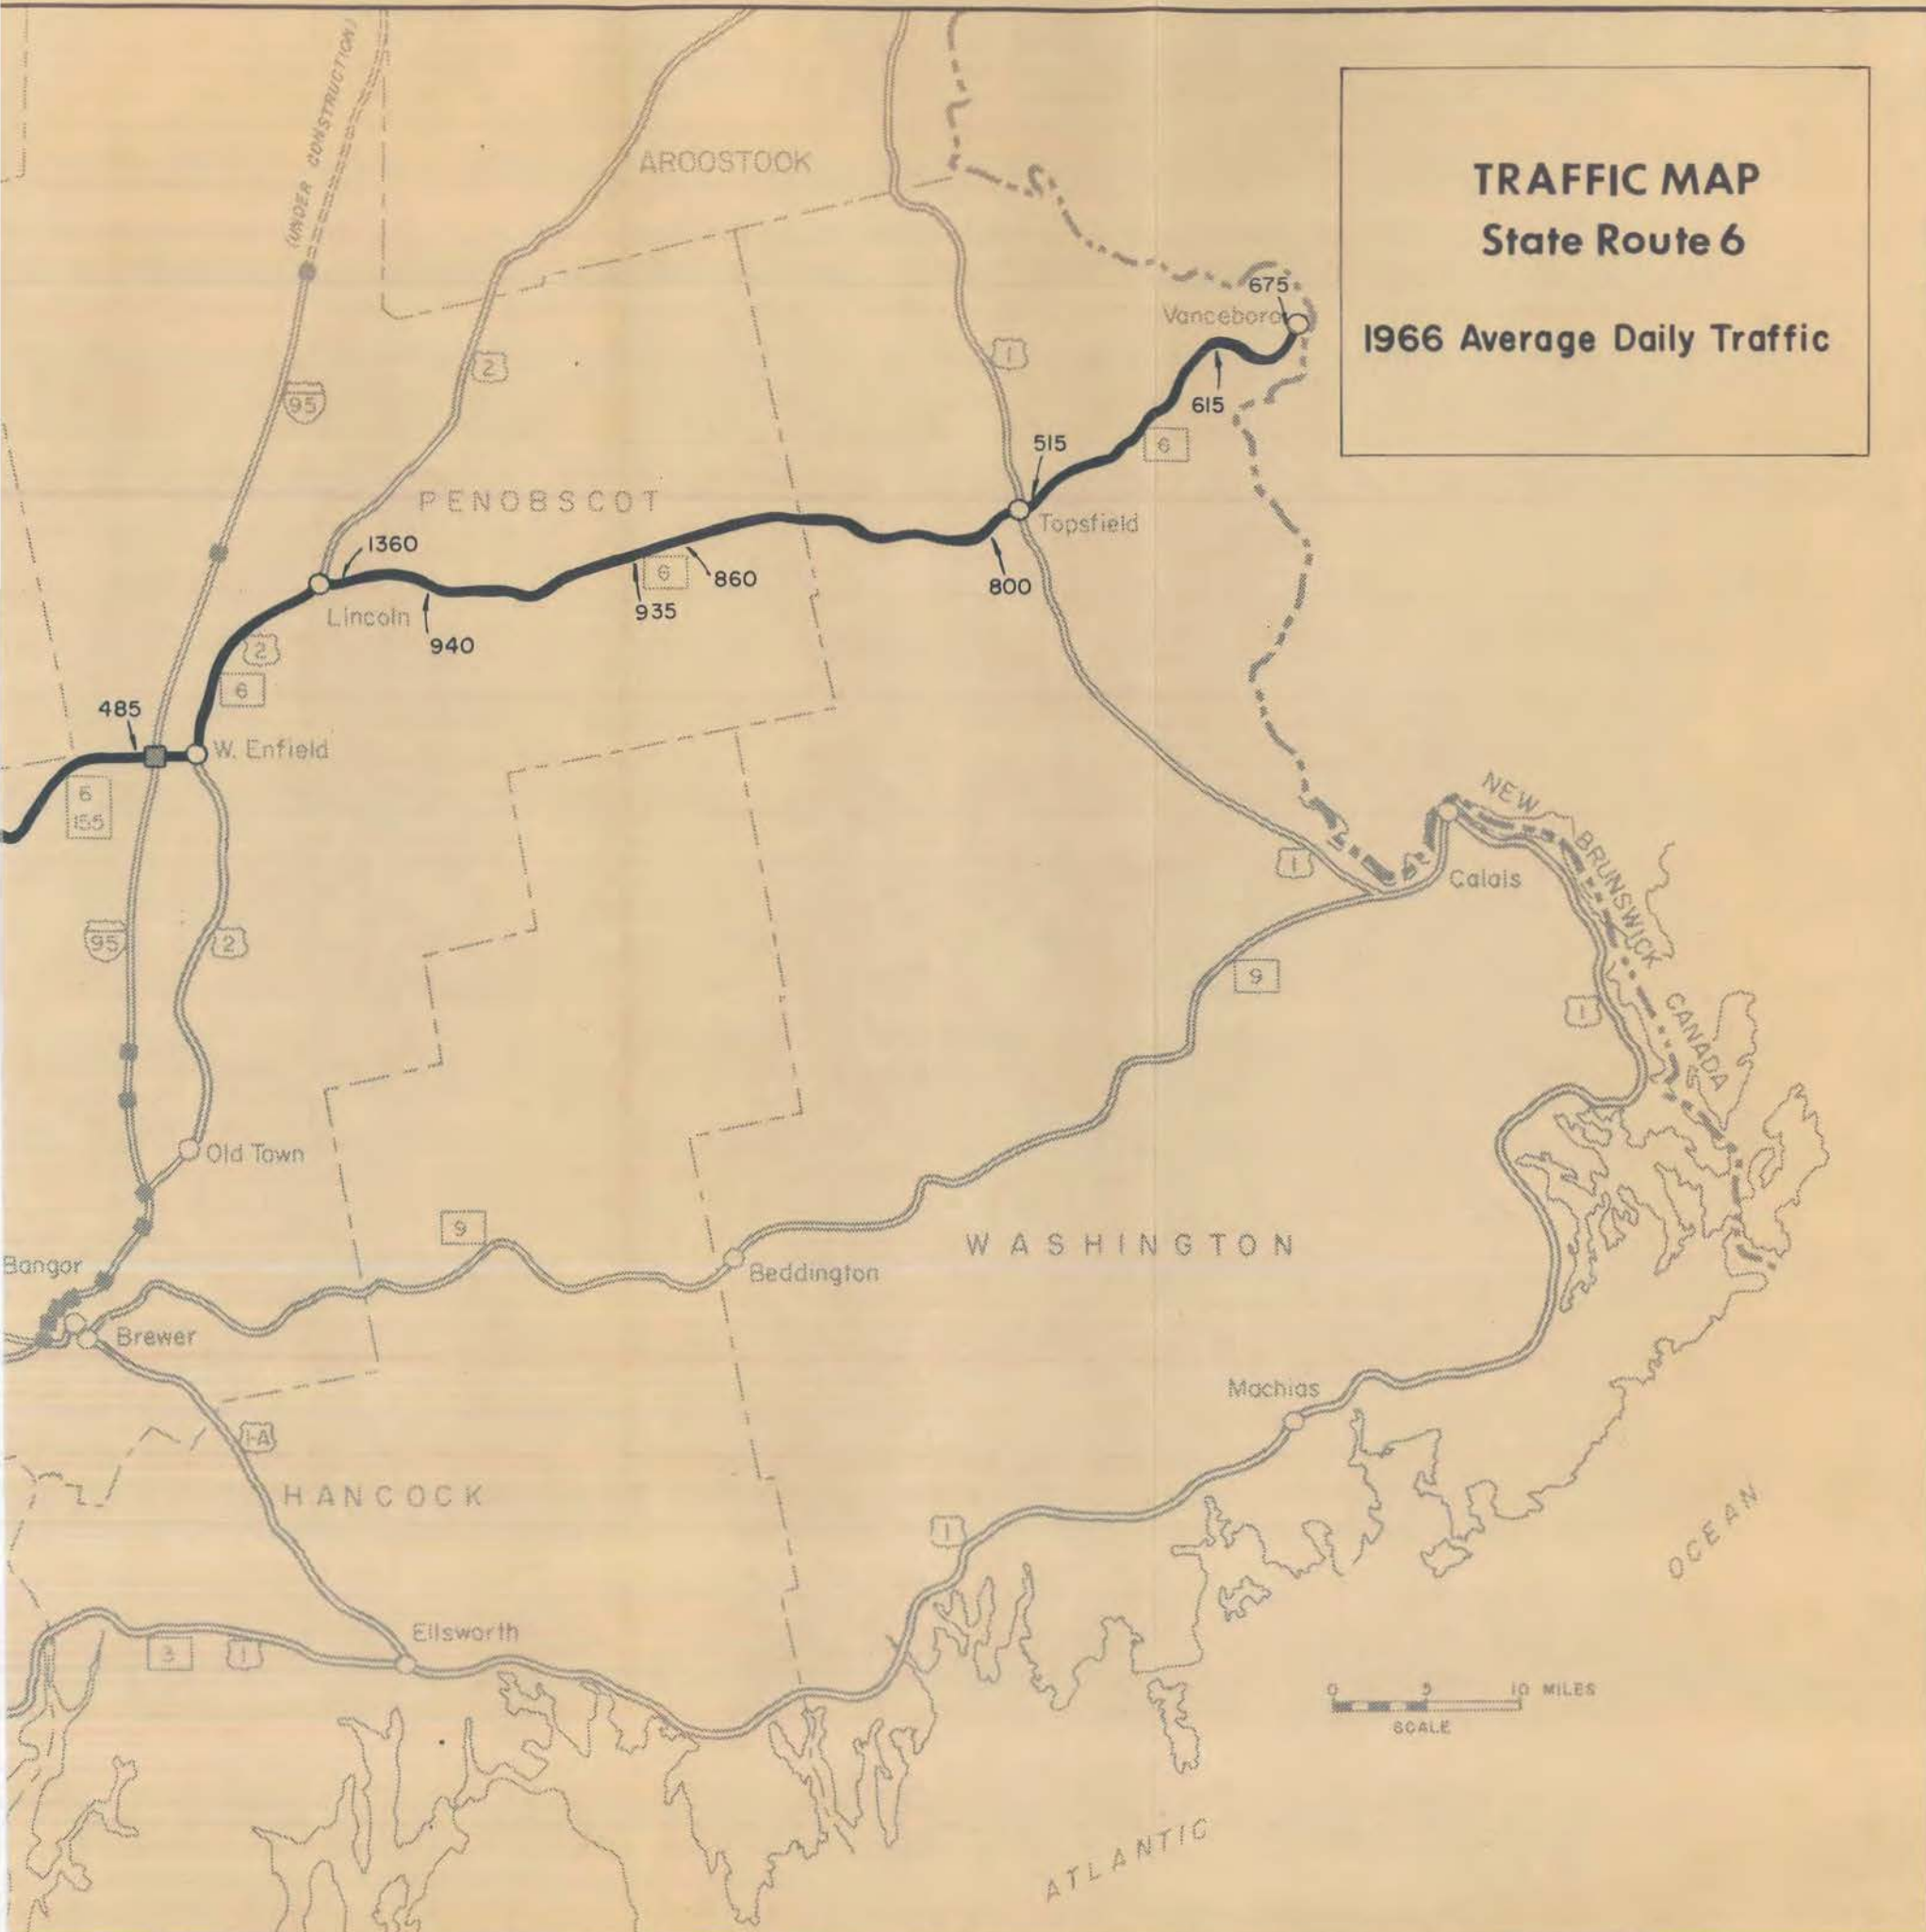 TRAFFIC MAP
State Route 6
1966 Average Daily Traffic
(UNDER CONSTRUCTION)
AROOSTOOK
675
Vanceboro
2
1
95
615
515
6
PENOBSCOT
Topsfield
1360
6
860
800
935
Lincoln
940
2
6
485
W. Enfield
6
155
NEW
BRUNSWICK
1
Calais
95
2
9
1
CANADA
Old Town
9
WASHINGTON
Bangor
Beddington
Brewer
Machias
1-A
HANCOCK
1
OCEAN
Ellsworth
3
1
0 5 10 MILES
SCALE
ATLANTIC